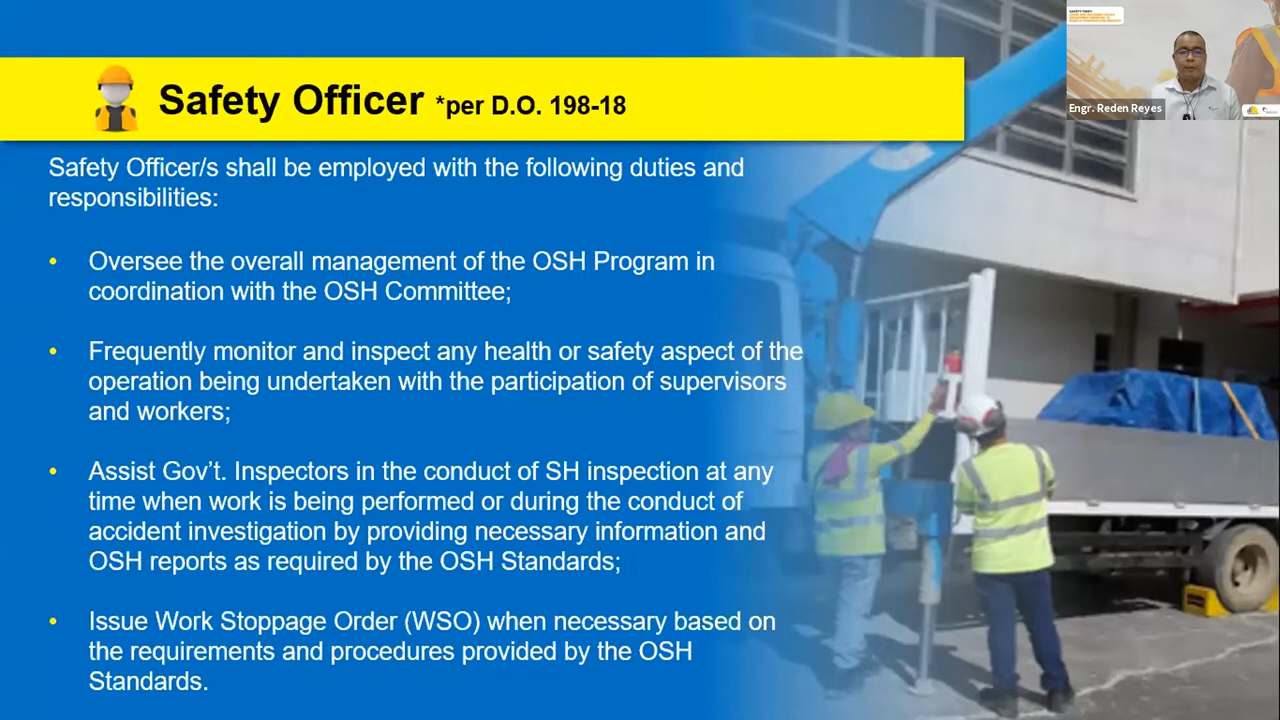 Safety Officer *per D.O. 198-18
Safety Officer/s shall be employed with the following duties and
responsibilities:
• Oversee the overall management of the OSH Program in
coordination with the OSH Committee;
• Frequently monitor and inspect any health or safety aspect of the
operation being undertaken with the participation of supervisors
and workers;
• Assist Gov’t. Inspectors in the conduct of SH inspection at any
time when work is being performed or during the conduct of
accident investigation by providing necessary information and
OSH reports as required by the OSH Standards;
• Issue Work Stoppage Order (WSO) when necessary based on
the requirements and procedures provided by the OSH
Standards.
SAFETY FIRST:
Engr. Reden Reyes